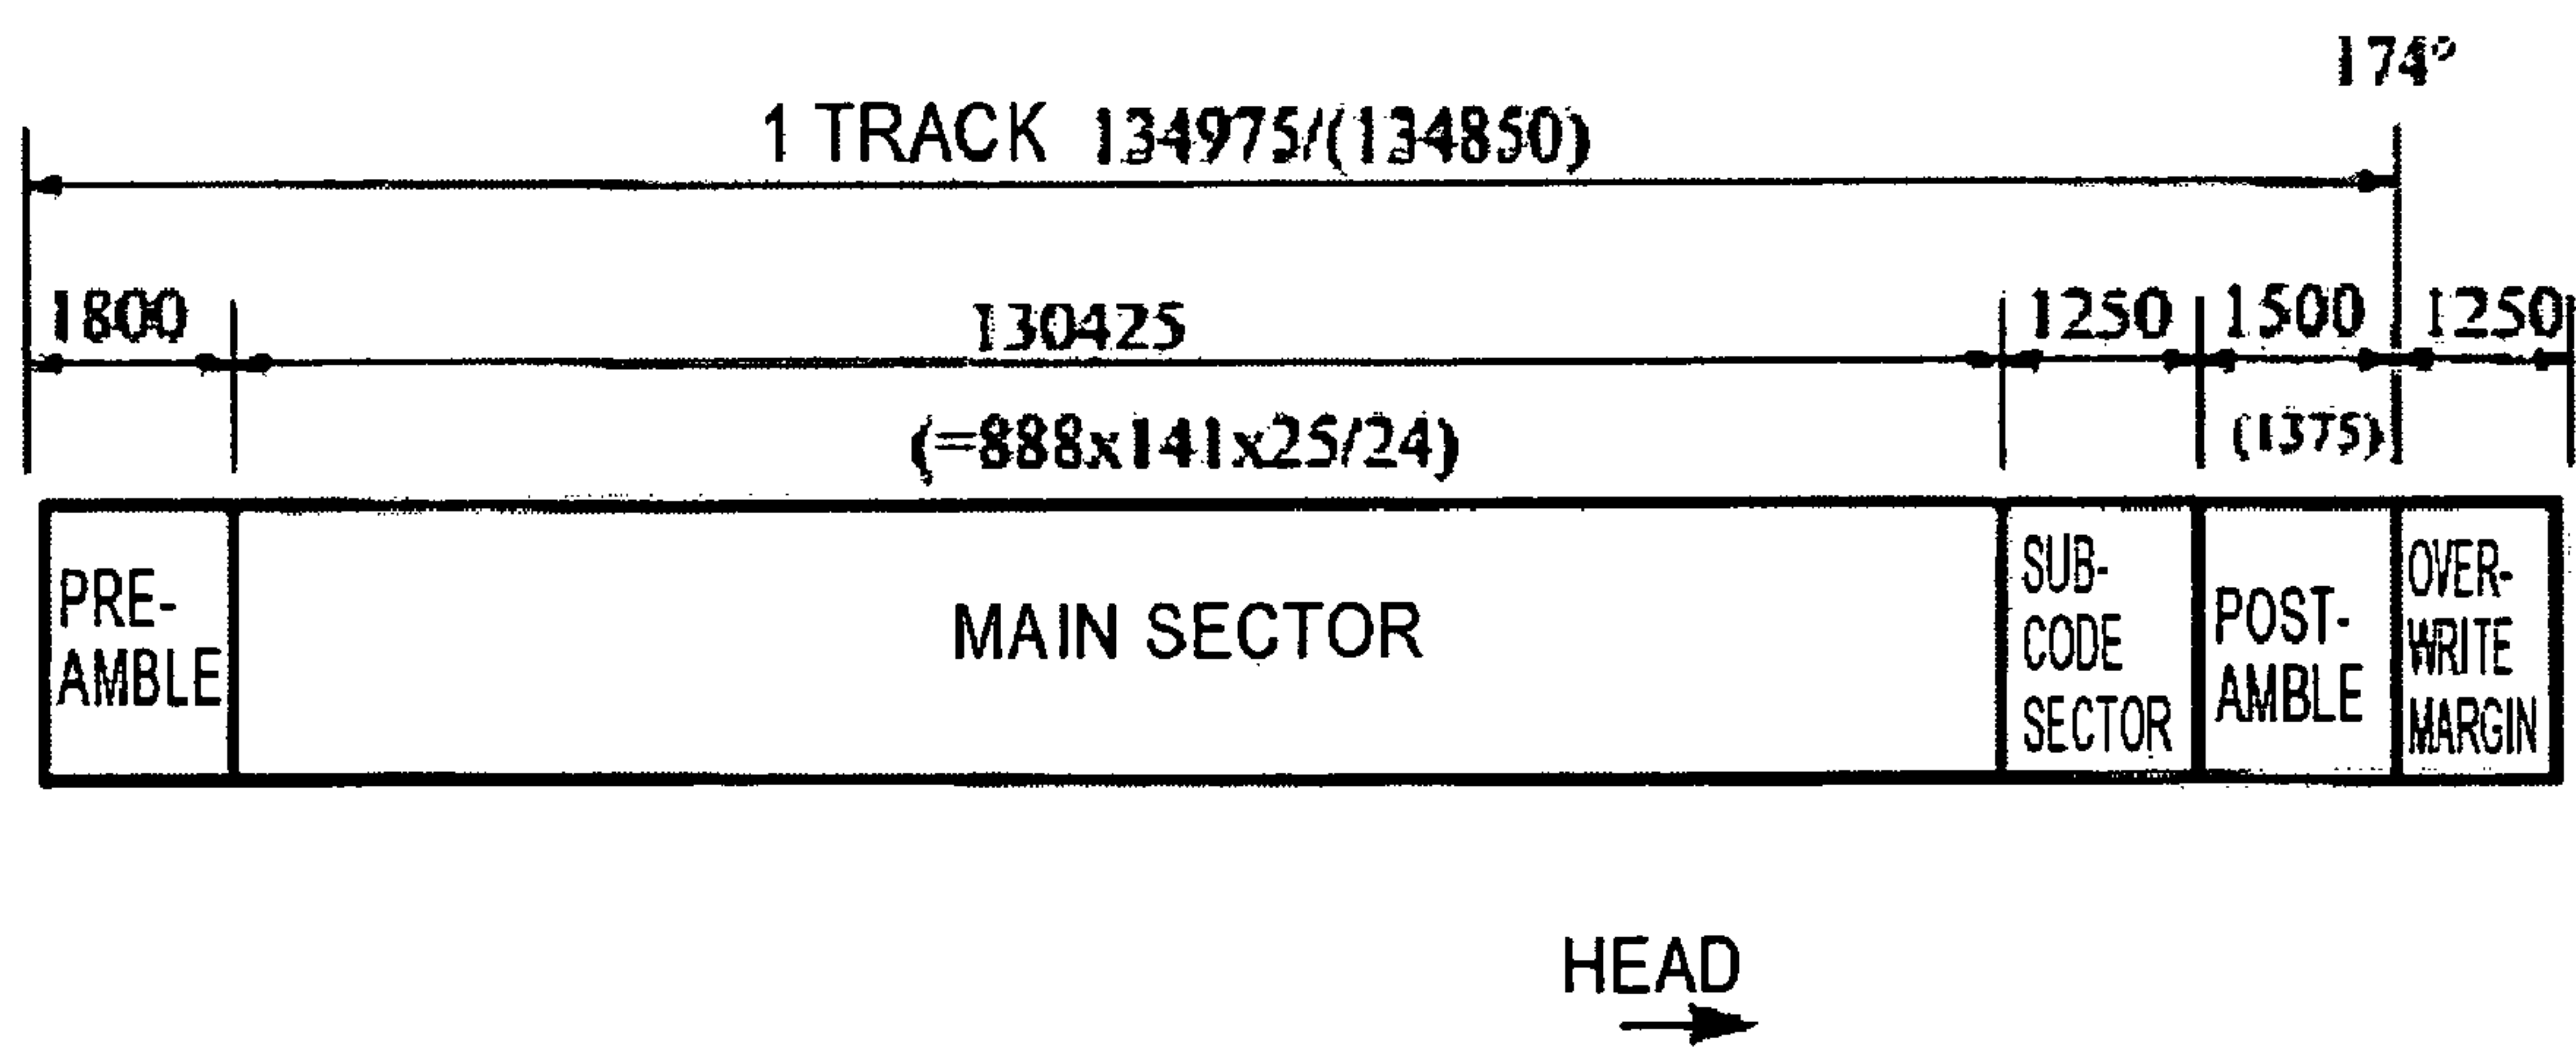 174°
1 TRACK 134975/(134850)
1800 130425 1250 1500 1250
(=888x141x25/24) (1375)
PRE-
AMBLE
MAIN SECTOR
SUB-
CODE
SECTOR
POST-
AMBLE
OVER-
WRITE
MARGIN
HEAD